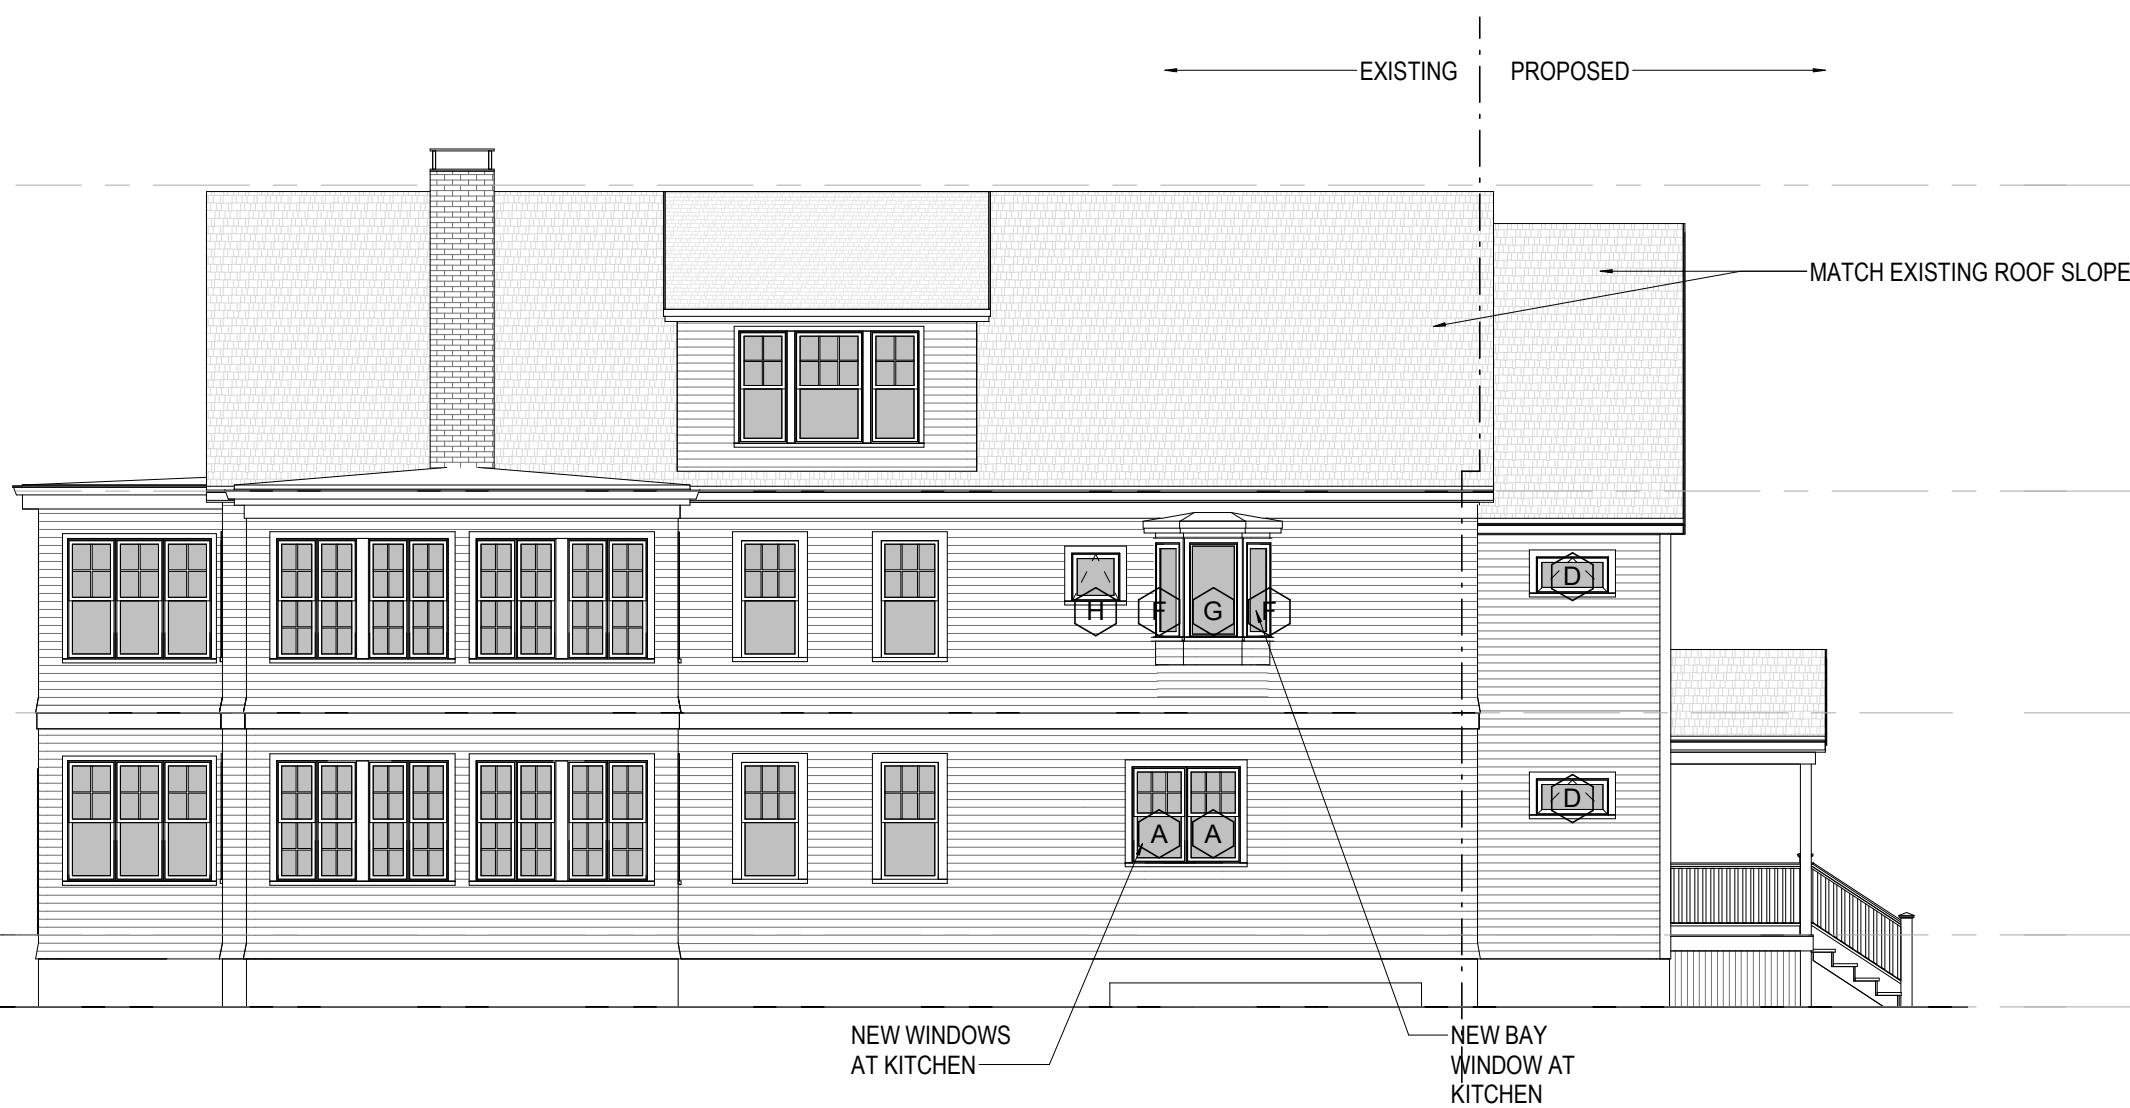 EXISTING PROPOSED
MATCH EXISTING ROOF SLOPE
D
H F G F
D
A A
NEW WINDOWS
AT KITCHEN
NEW BAY
WINDOW AT
KITCHEN